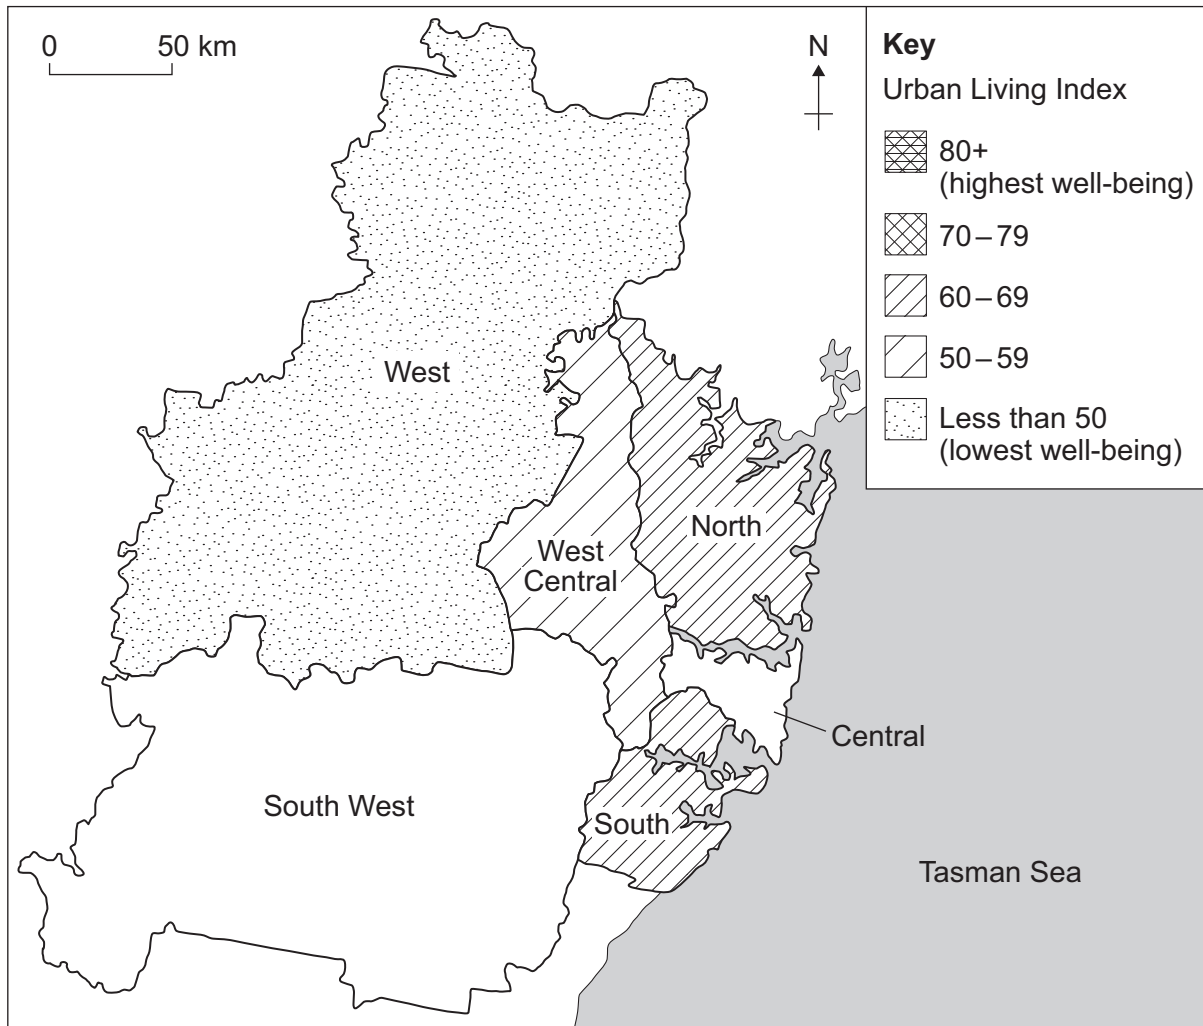 0 50 km
N
Key
Urban Living Index
80+
(highest well-being)
70–79
60–69
50–59
Less than 50
(lowest well-being)
West
North
West
Central
Central
South West
South
Tasman Sea